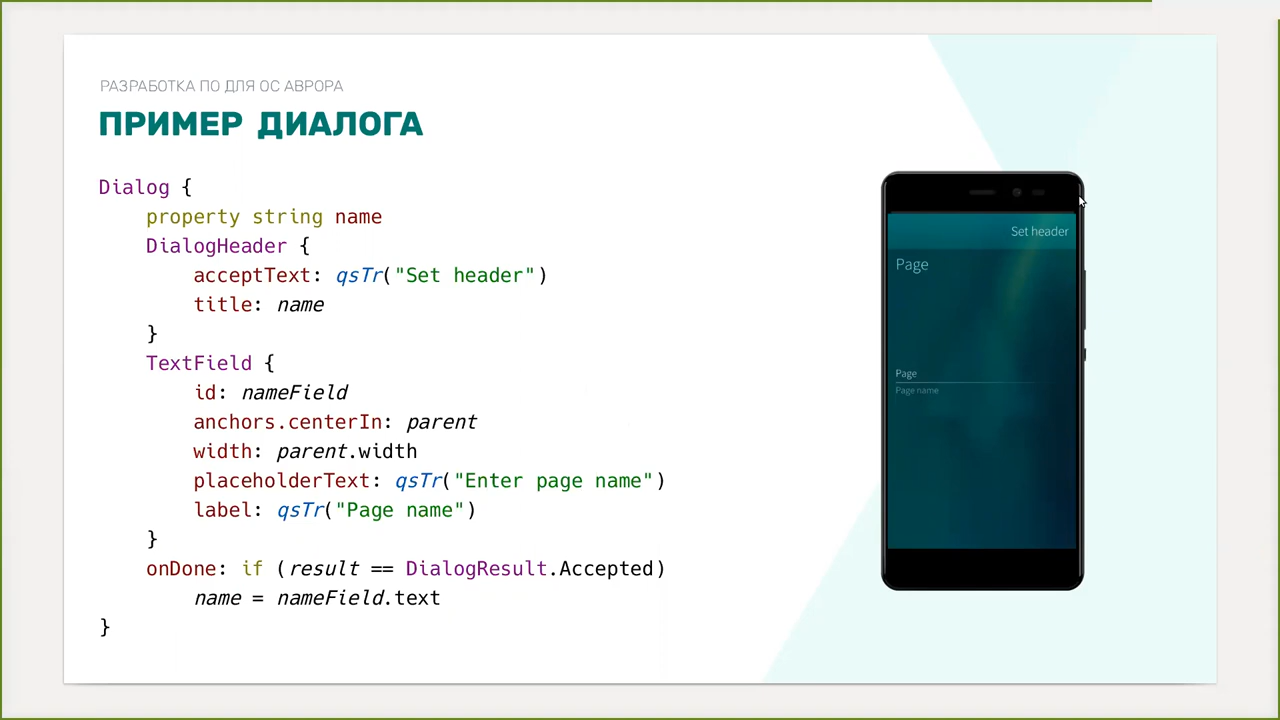 РАЗРАБОТКА ПО ДЛЯ ОС АВРОРА
ПРИМЕР ДИАЛОГА
Dialog {
    property string name
    DialogHeader {
        acceptText: qsTr("Set header")
        title: name
    }
    TextField {
        id: nameField
        anchors.centerIn: parent
        width: parent.width
        placeholderText: qsTr("Enter page name")
        label: qsTr("Page name")
    }
    onDone: if (result == DialogResult.Accepted)
        name = nameField.text
}
Set header
Page
Page
Page name